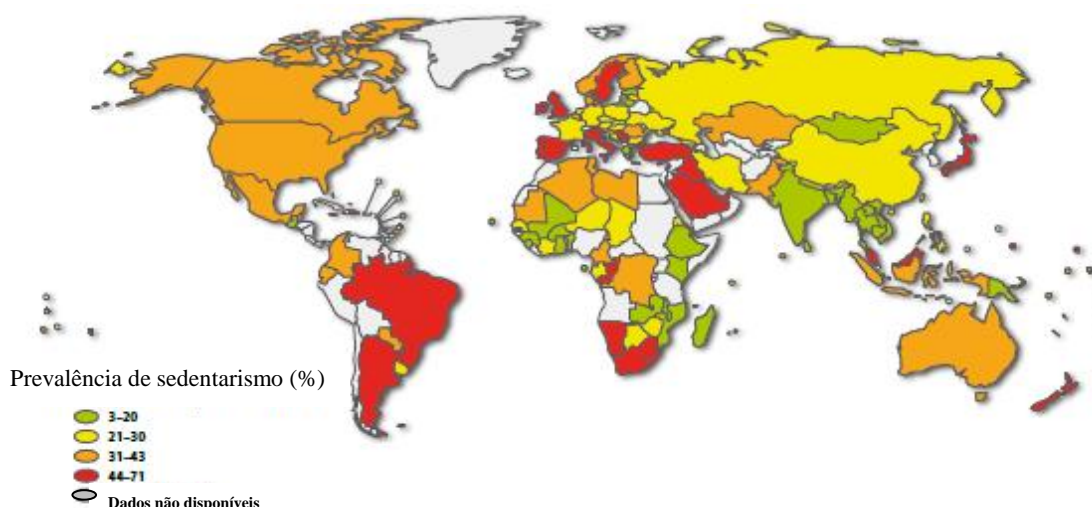 Prevalência de sedentarismo (%)
3–20
21–30
31–43
44–71
Dados não disponíveis